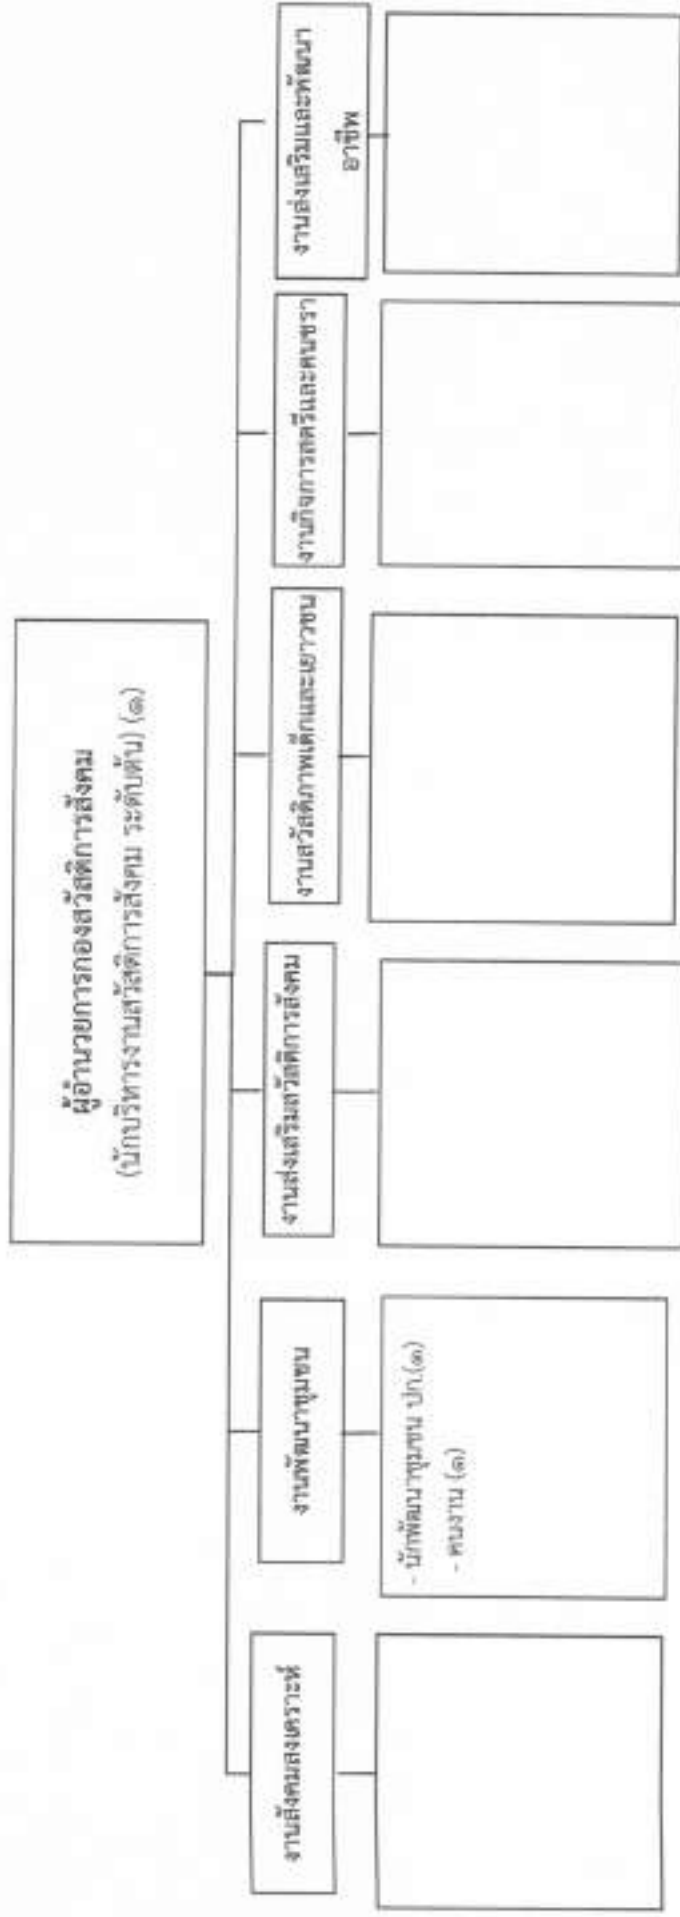 ผู้อำนวยการกองสวัสดิการสังคม
(นักบริหารงานสวัสดิการสังคม ระดับต้น) (๑)
งานสังคมสงเคราะห์
งานพัฒนาชุมชน
งานส่งเสริมสวัสดิการสังคม
งานสวัสดิภาพเด็กและเยาวชน
งานกิจการสตรีและคนชรา
งานส่งเสริมและพัฒนา
อาชีพ
- นักพัฒนาชุมชน ปก.(๑)
- คนงาน (๑)